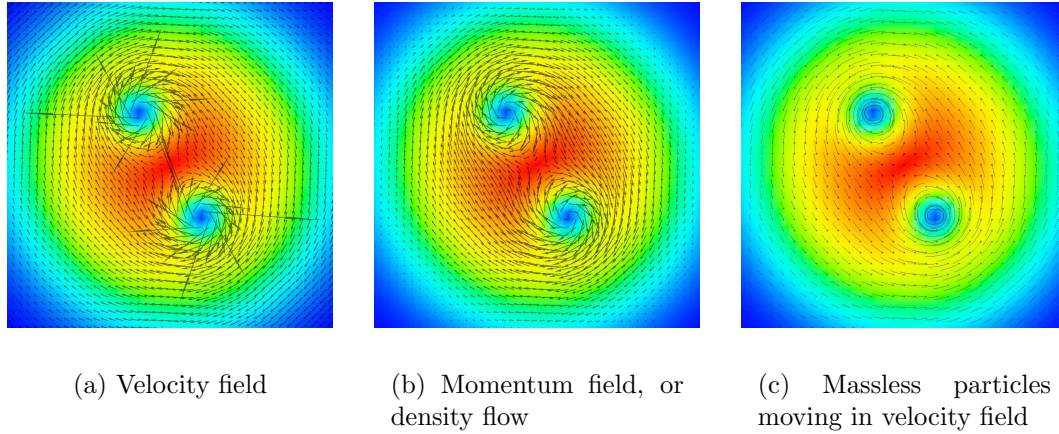 (a) Velocity field
(b) Momentum field, or
density flow
(c) Massless particles
moving in velocity field